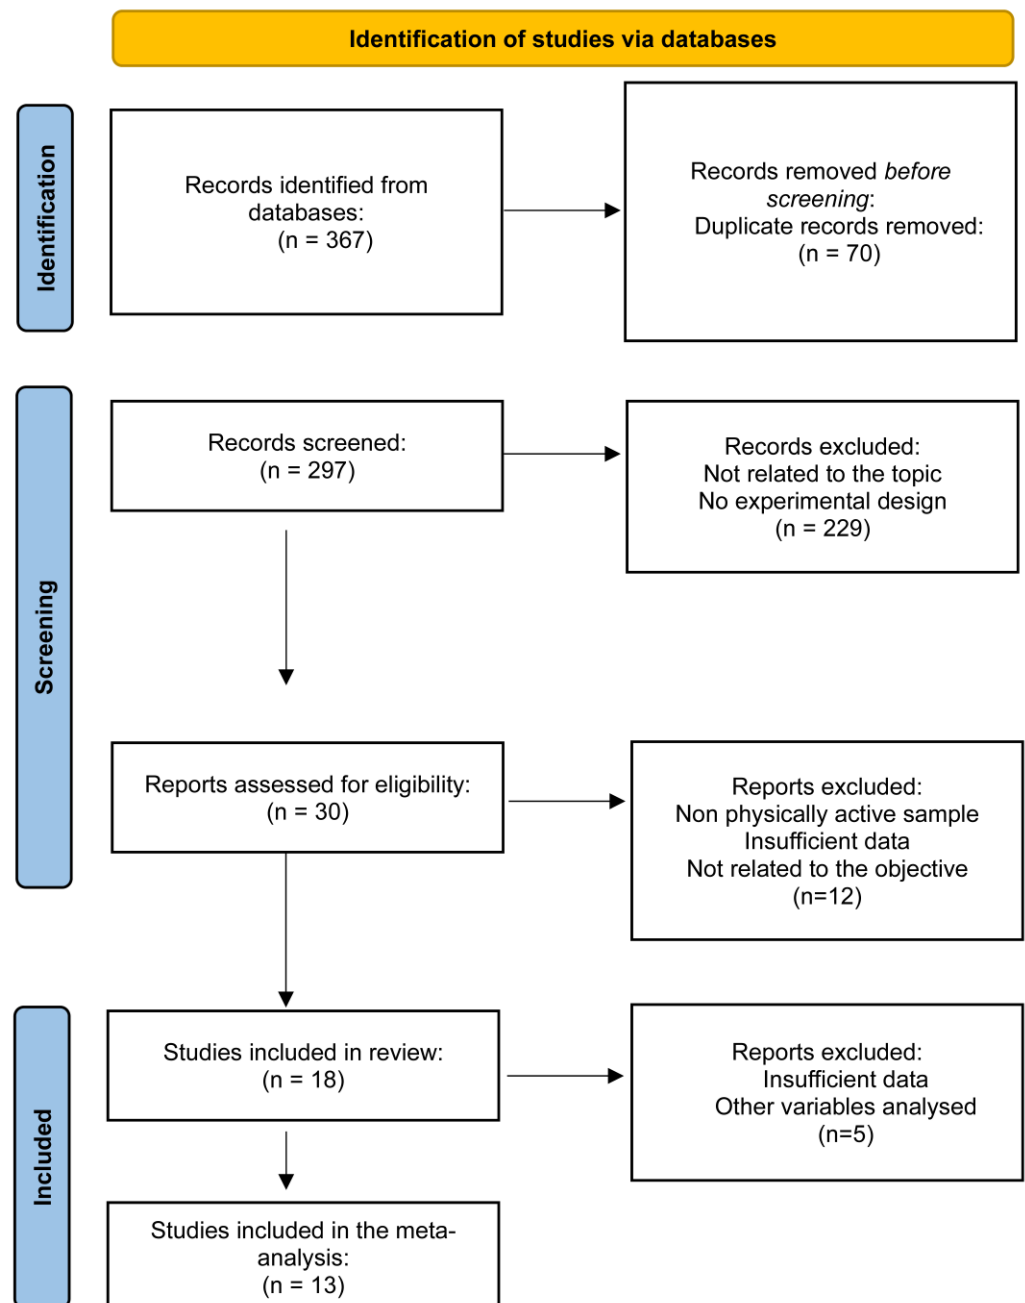 Identification of studies via databases
Identification
Records identified from
databases:
(n = 367)
Records removed before
screening:
Duplicate records removed:
(n = 70)
Screening
Records screened:
(n = 297)
Records excluded:
Not related to the topic
No experimental design
(n = 229)
Reports assessed for eligibility:
(n = 30)
Reports excluded:
Non physically active sample
Insufficient data
Not related to the objective
(n=12)
Included
Studies included in review:
(n = 18)
Reports excluded:
Insufficient data
Other variables analysed
(n=5)
Studies included in the meta-
analysis:
(n = 13)